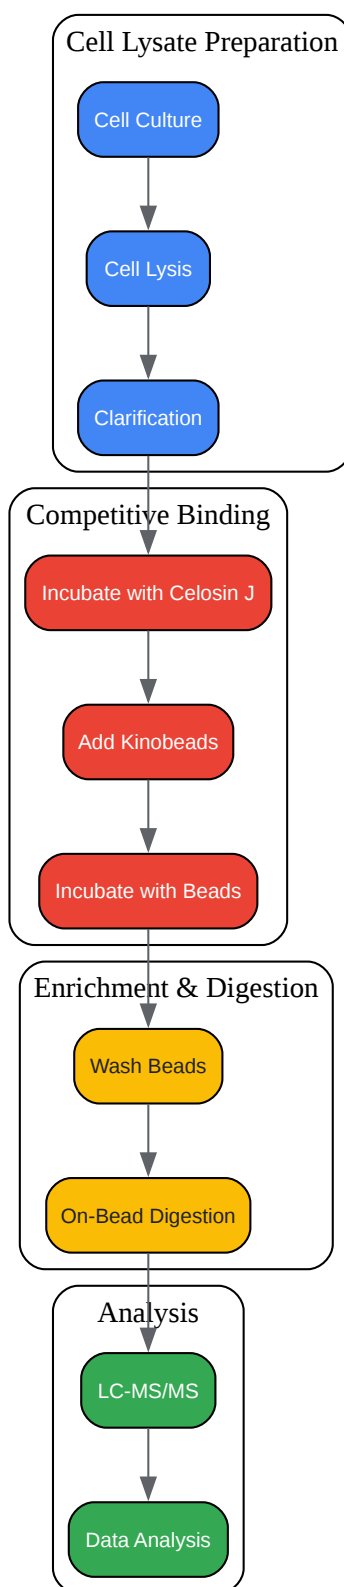 Cell Lysate Preparation
Cell Culture
Cell Lysis
Clarification
Competitive Binding
Incubate with Celosin J
Add Kinobeads
Incubate with Beads
Enrichment & Digestion
Wash Beads
On-Bead Digestion
Analysis
LC-MS/MS
Data Analysis